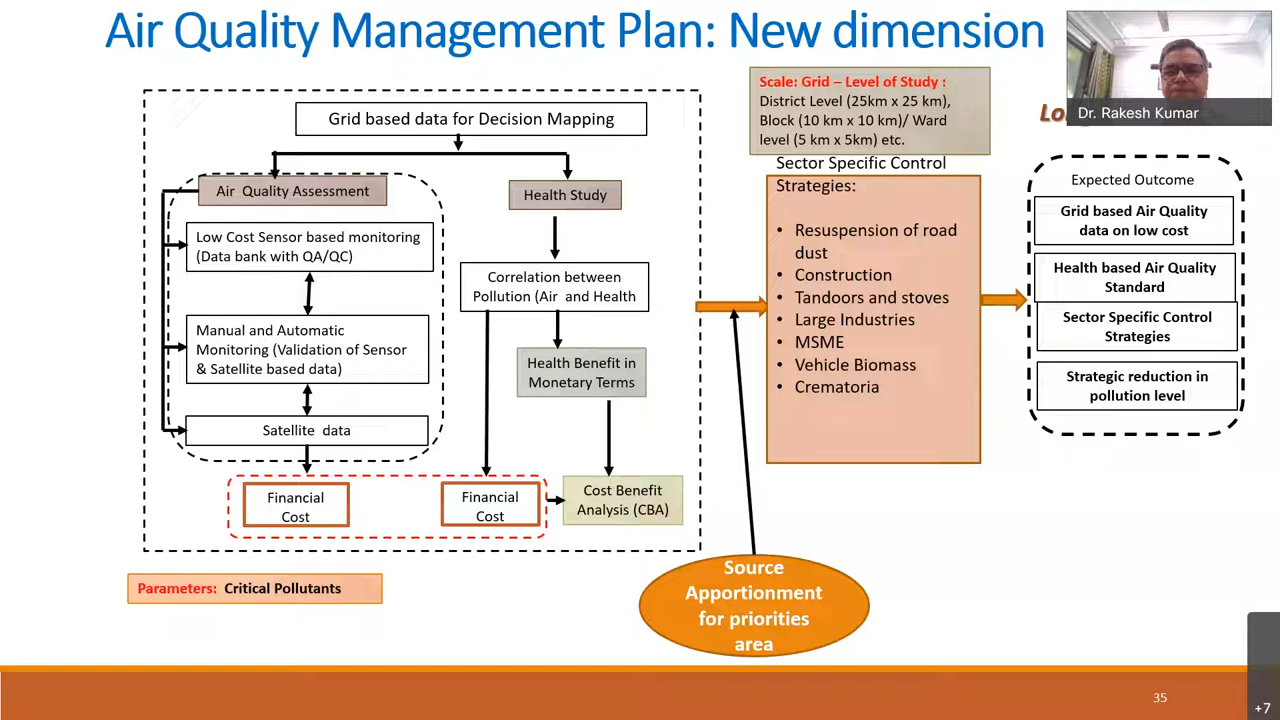 Air Quality Management Plan: New dimension
Dr. Rakesh Kumar
Grid based data for Decision Mapping
Air Quality Assessment
Low Cost Sensor based monitoring
(Data bank with QA/QC)
Manual and Automatic
Monitoring (Validation of Sensor
& Satellite based data)
Satellite data
Financial
Cost
Health Study
Correlation between
Pollution (Air and Health
Health Benefit in
Monetary Terms
Financial
Cost
Cost Benefit
Analysis (CBA)
Parameters: Critical Pollutants
Scale: Grid – Level of Study :
District Level (25km x 25 km),
Block (10 km x 10 km)/ Ward
level (5 km x 5km) etc.
Sector Specific Control
Strategies:
• Resuspension of road
dust
• Construction
• Tandoors and stoves
• Large Industries
• MSME
• Vehicle Biomass
• Crematoria
Source
Apportionment
for priorities
area
Expected Outcome
Grid based Air Quality
data on low cost
Health based Air Quality
Standard
Sector Specific Control
Strategies
Strategic reduction in
pollution level
35
+7